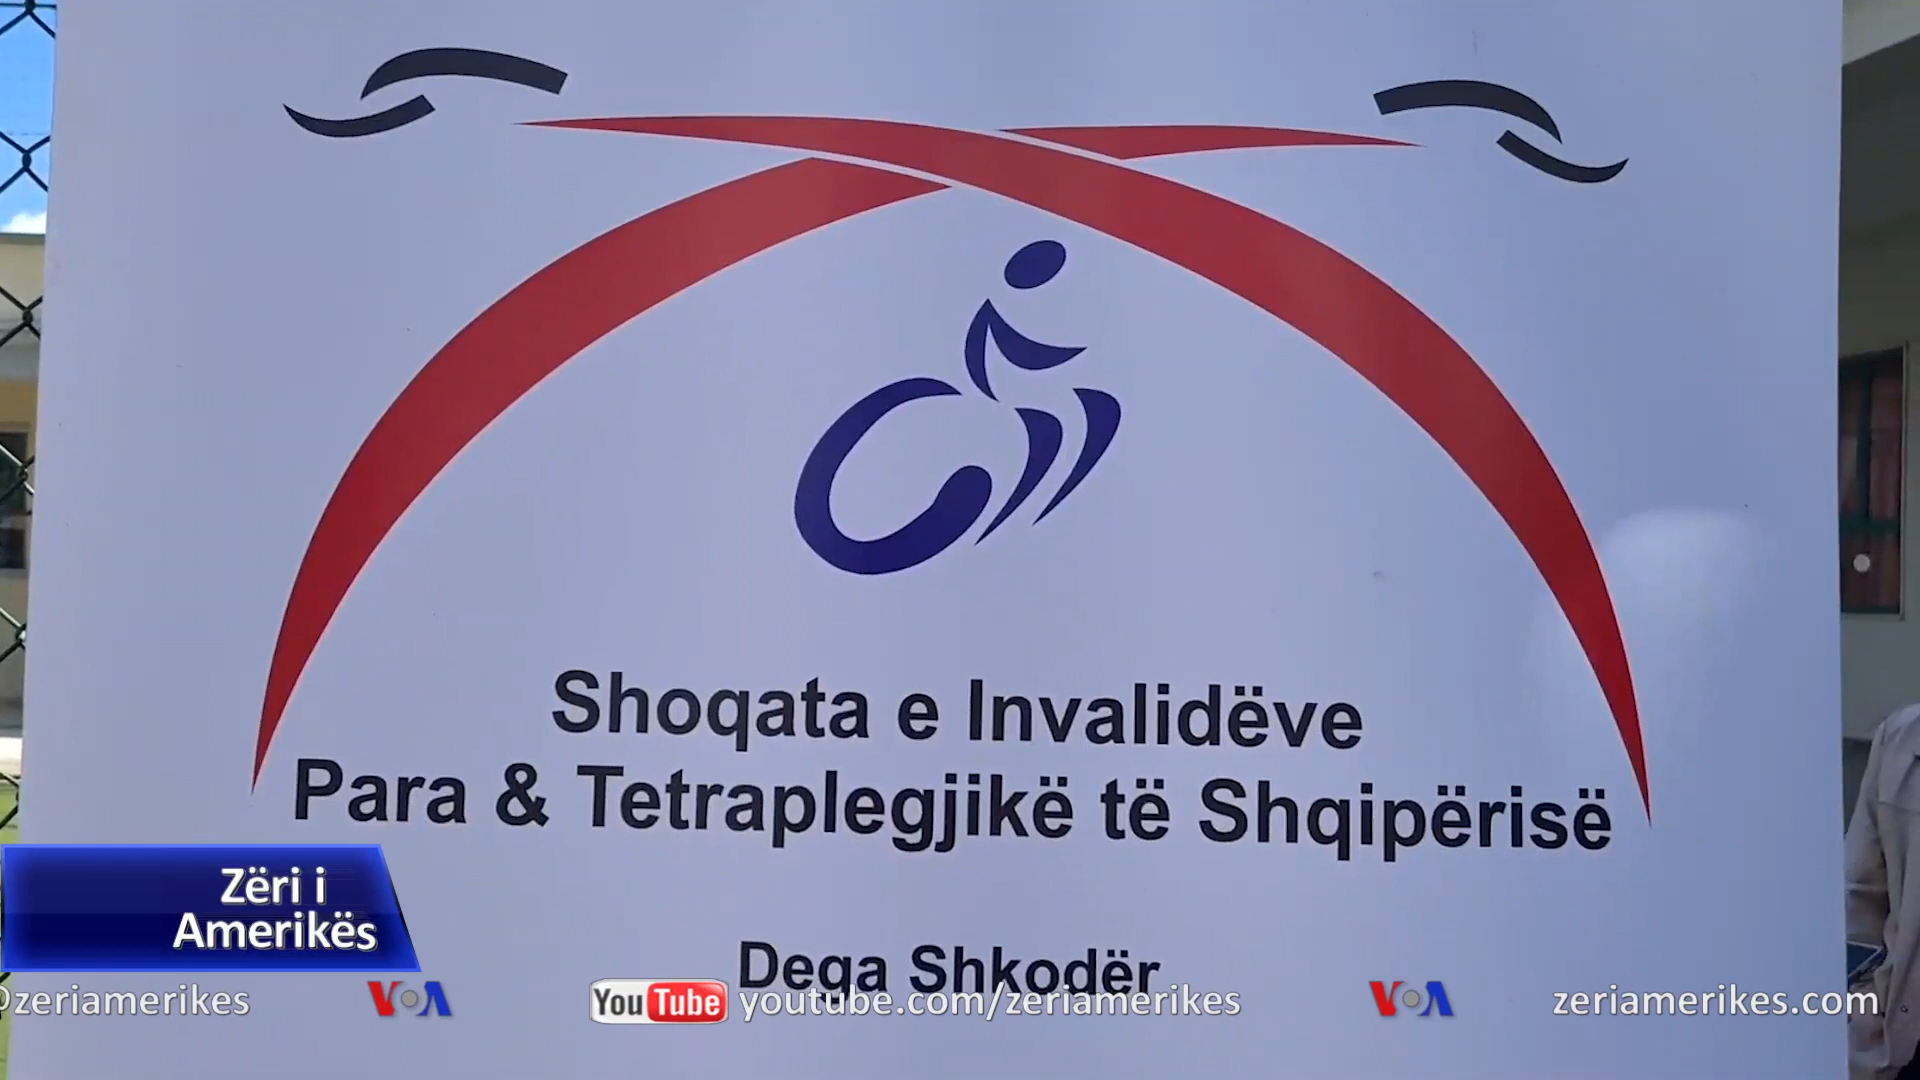 Shoqata e Invalidëve
Para & Tetraplegjikë të Shqipërisë
Dega Shkodër
Zëri i
Amerikës
@zeriamerikes
VOA
YouTube youtube.com/zeriamerikes
VOA
zeriamerikes.com